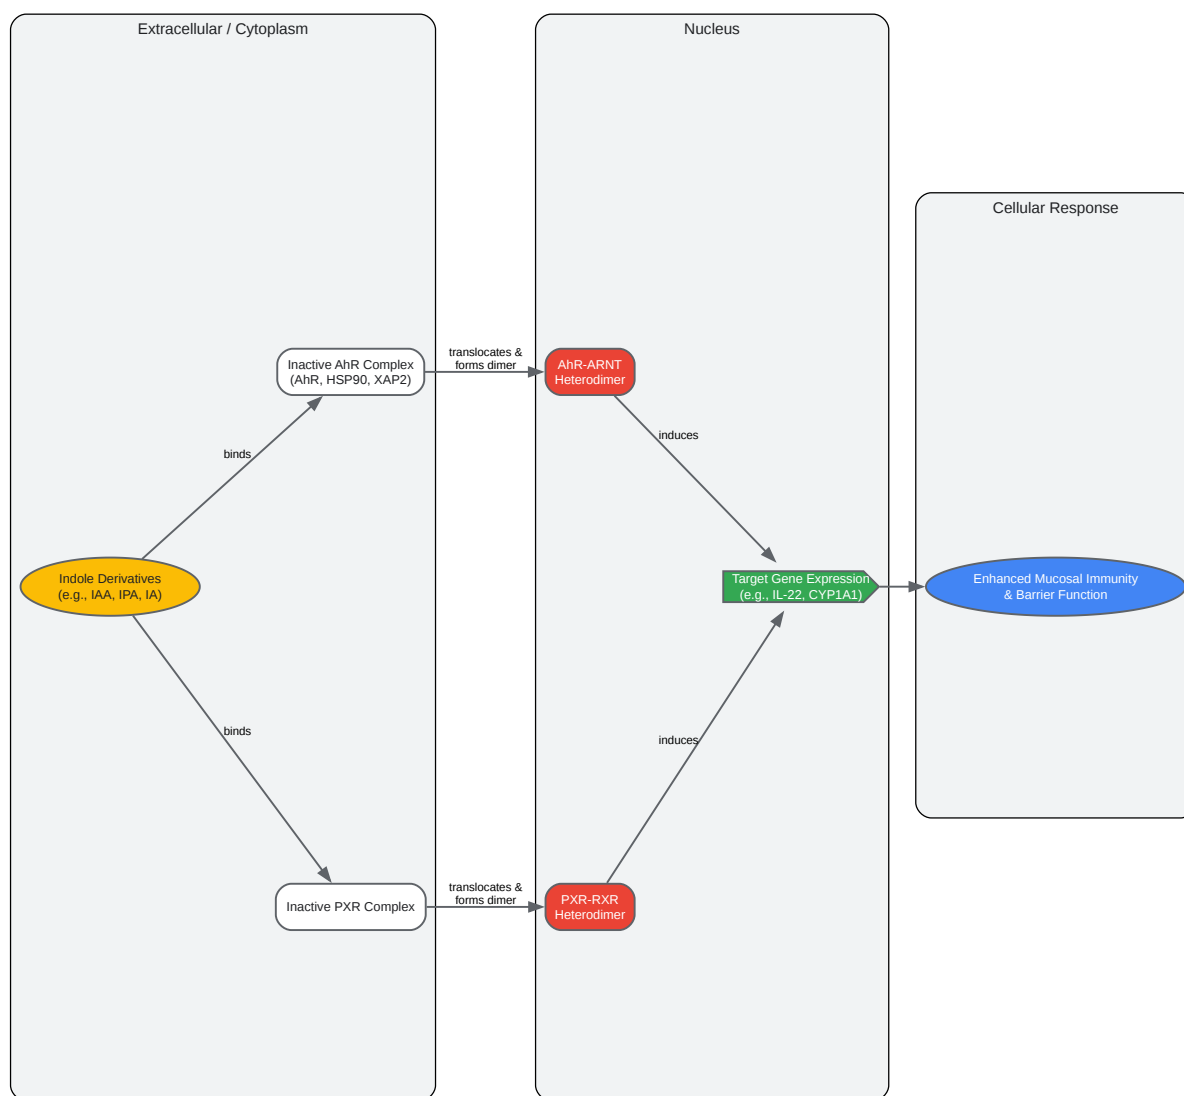 Extracellular / Cytoplasm
Nucleus
Cellular Response
Inactive AhR Complex
(AhR, HSP90, XAP2)
translocates &
forms dimer
AhR-ARNT
Heterodimer
binds
induces
Indole Derivatives
(e.g., IAA, IPA, IA)
Target Gene Expression
(e.g., IL-22, CYP1A1)
Enhanced Mucosal Immunity
& Barrier Function
binds
induces
Inactive PXR Complex
translocates &
forms dimer
PXR-RXR
Heterodimer